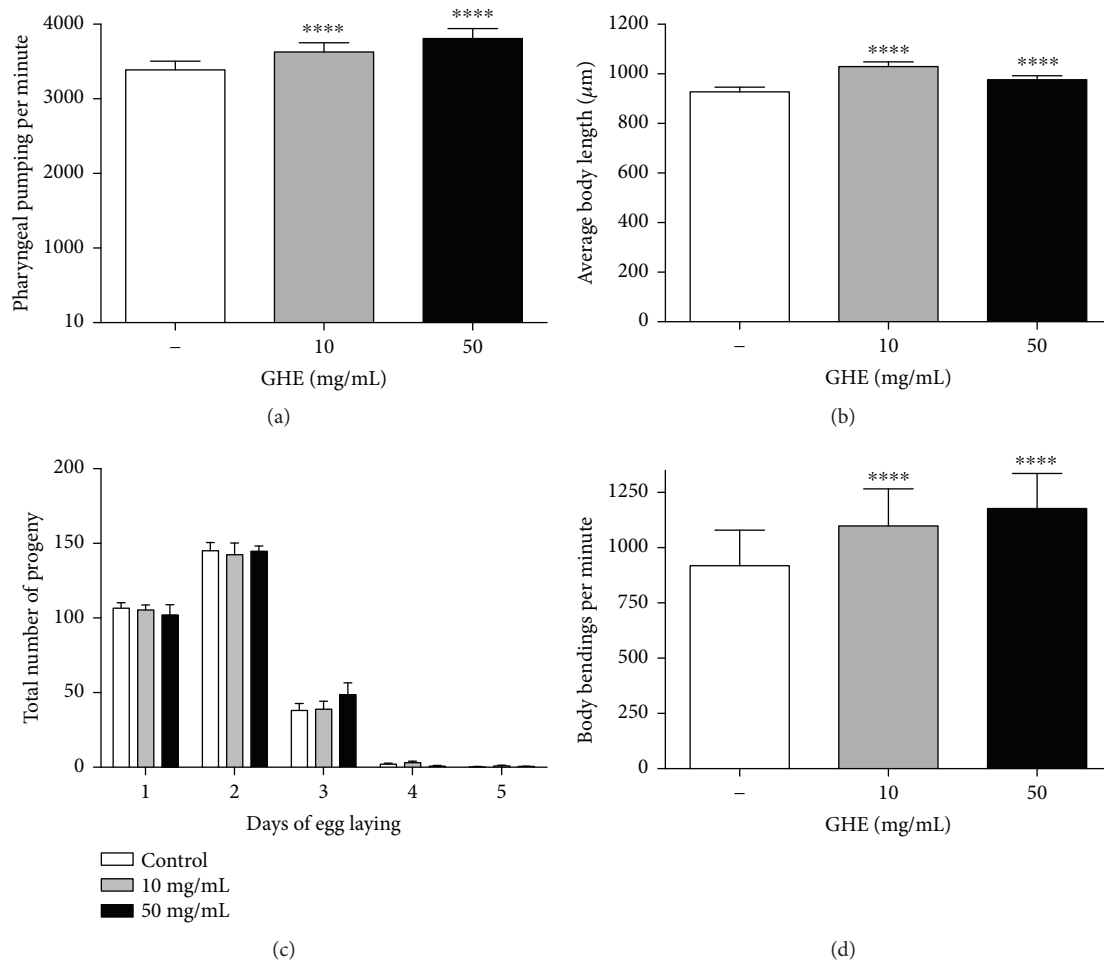 4000
3000
2000
1000
10
Pharyngeal pumping per minute
****
****
–
10
50
GHE (mg/mL)
(a)
1200
1000
800
600
400
200
0
Average body length (μm)
****
****
–
10
50
GHE (mg/mL)
(b)
200
150
100
50
0
Total number of progeny
1
2
3
4
5
Days of egg laying
Control
10 mg/mL
50 mg/mL
(c)
1250
1000
750
500
250
0
Body bendings per minute
****
****
–
10
50
GHE (mg/mL)
(d)